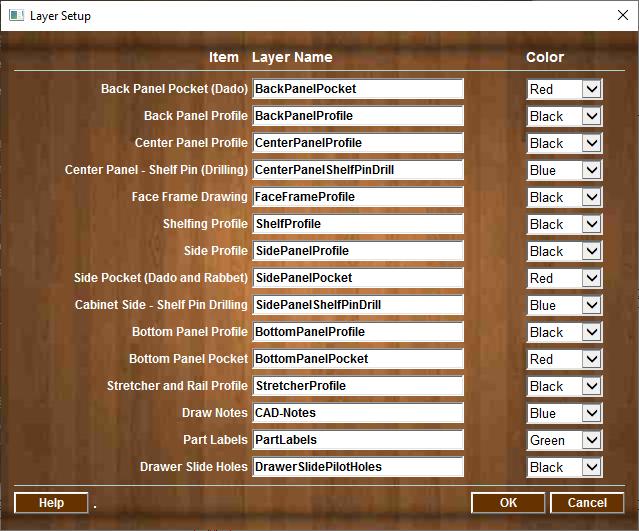 Layer Setup
Item Layer Name Color
Back Panel Pocket (Dado) BackPanelPocket Red
Back Panel Profile BackPanelProfile Black
Center Panel Profile CenterPanelProfile Black
Center Panel - Shelf Pin (Drilling) CenterPanelShelfPinDrill Blue
Face Frame Drawing FaceFrameProfile Black
Shelfing Profile ShelfProfile Black
Side Profile SidePanelProfile Black
Side Pocket (Dado and Rabbet) SidePanelPocket Red
Cabinet Side - Shelf Pin Drilling SidePanelShelfPinDrill Blue
Bottom Panel Profile BottomPanelProfile Black
Bottom Panel Pocket BottomPanelPocket Red
Stretcher and Rail Profile StretcherProfile Black
Draw Notes CAD-Notes Blue
Part Labels PartLabels Green
Drawer Slide Holes DrawerSlidePilotHoles Black
Help . OK Cancel